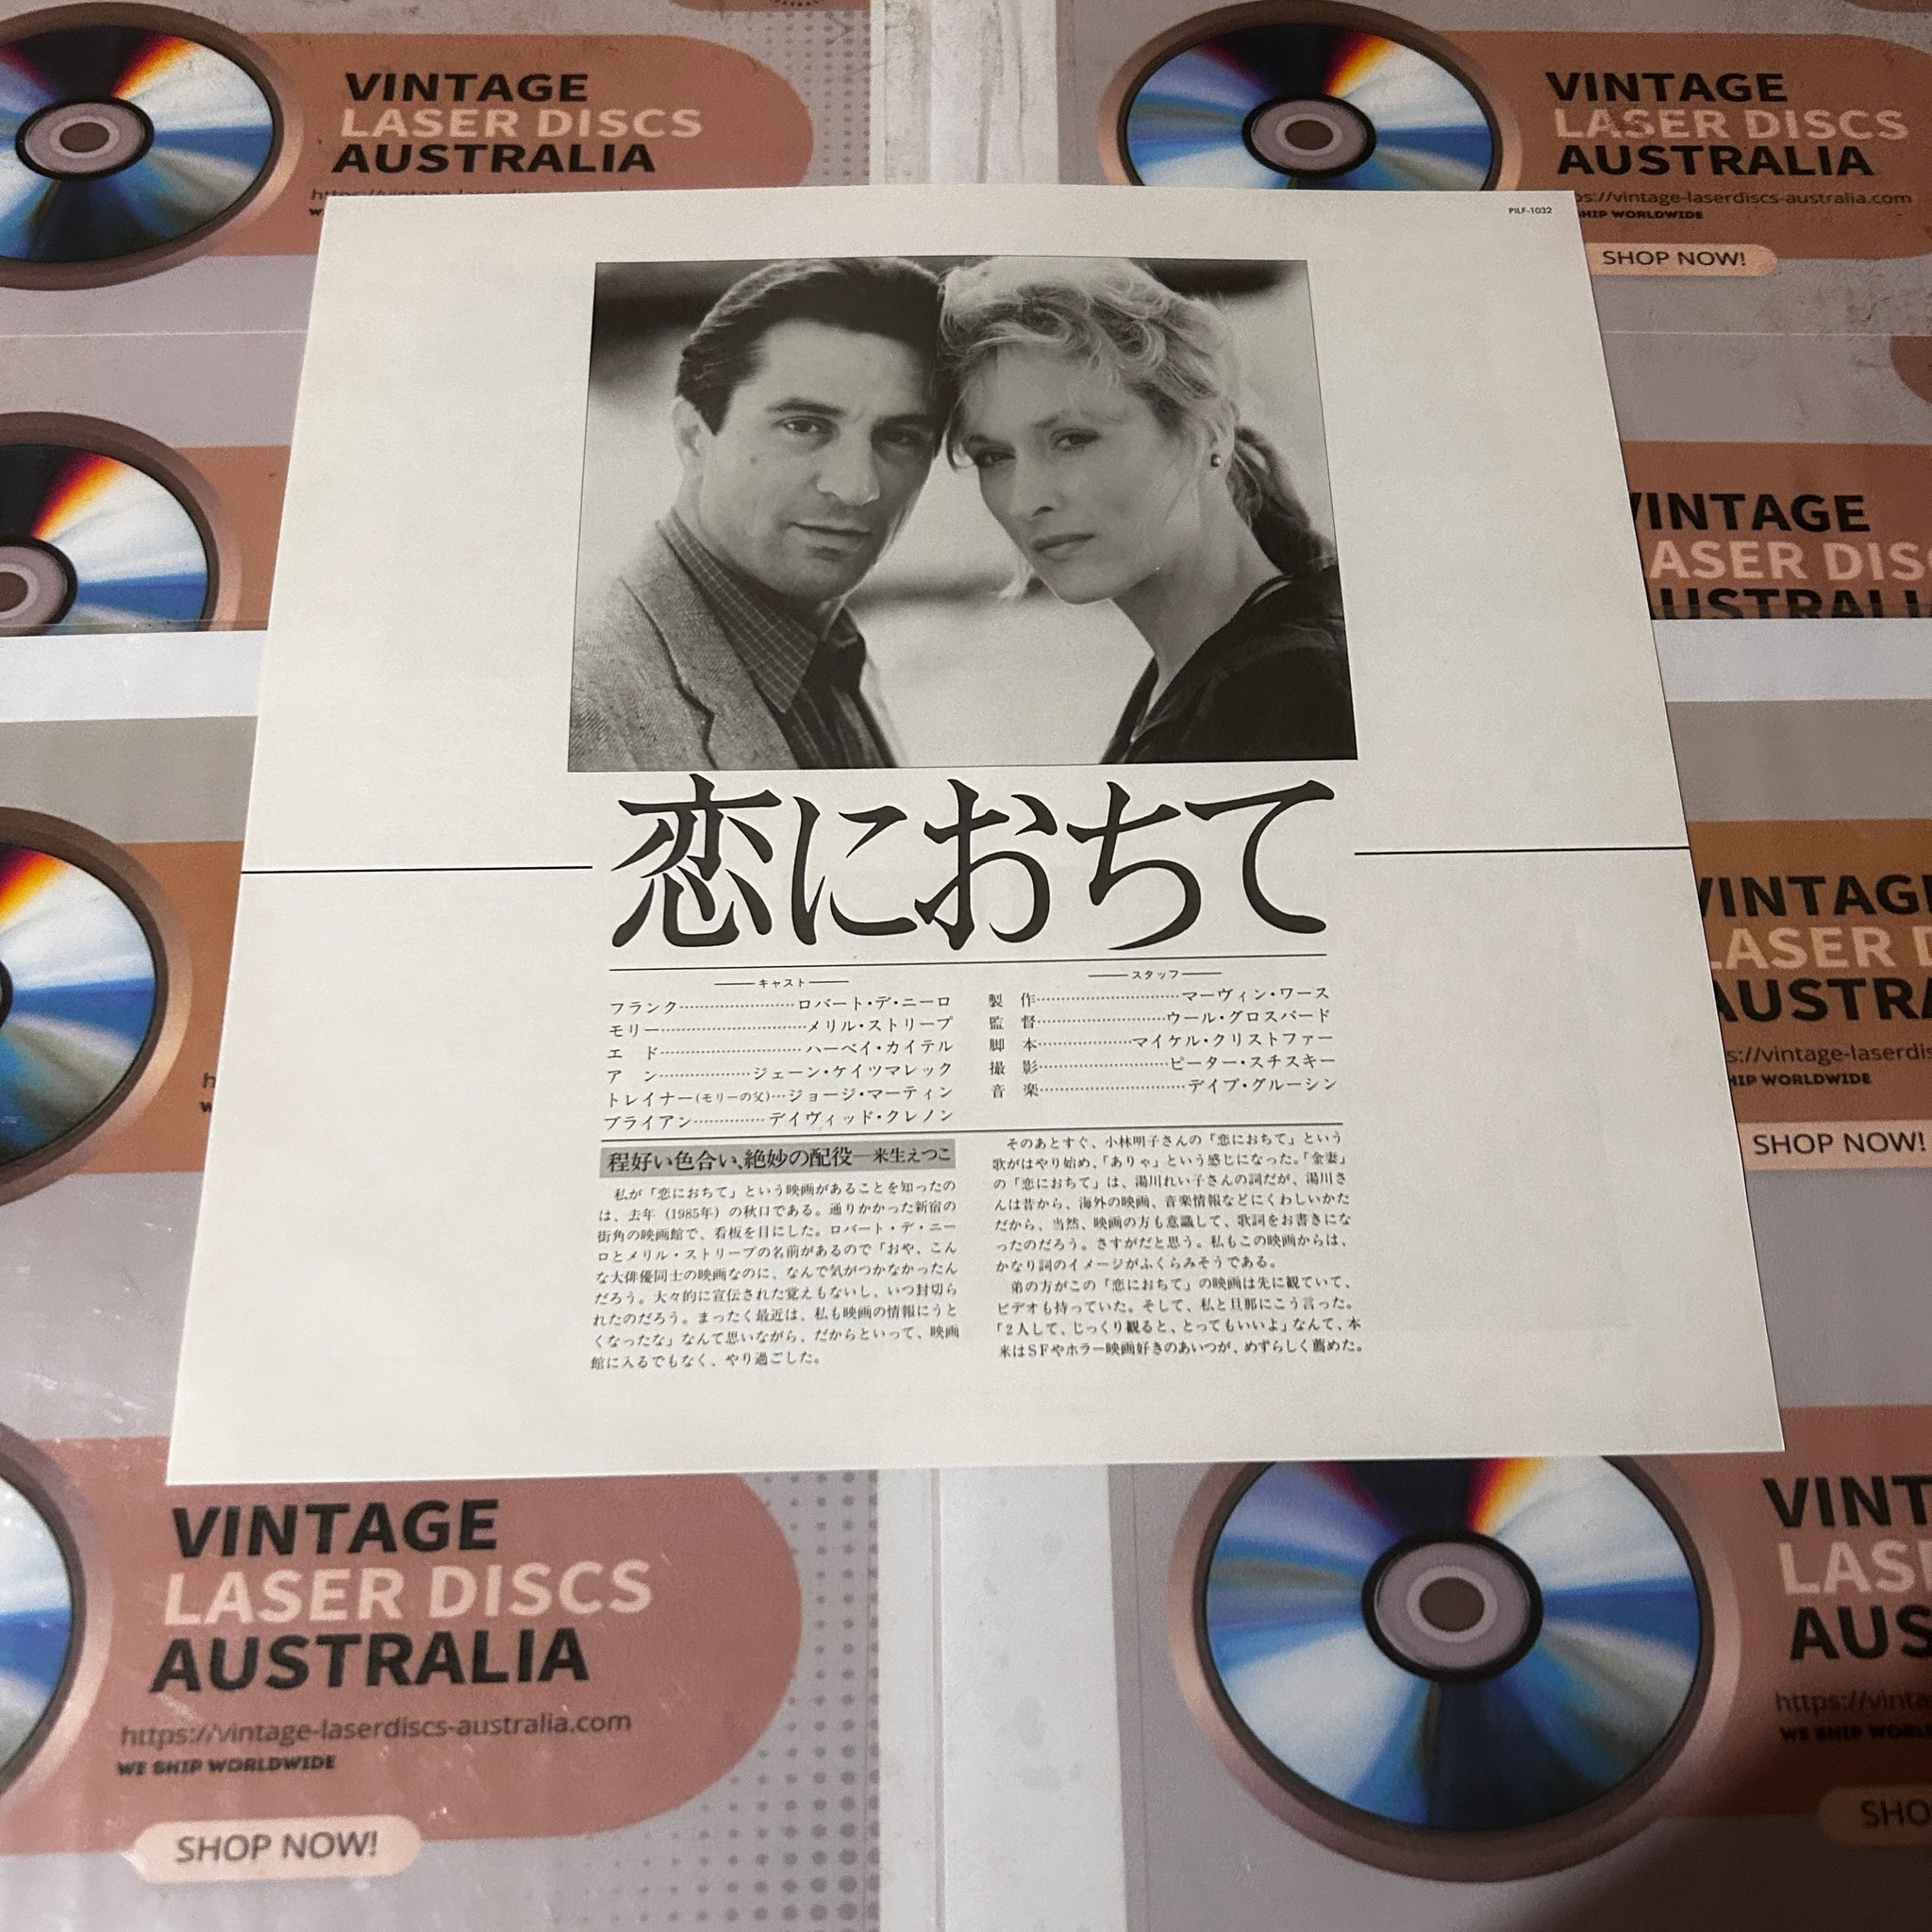 VINTAGE
LASER DISCS
AUSTRALIA
VINTAGE
LASER DISCS
AUSTRALIA
ps://vintage-laserdiscs-australia.com
SHIP WORLDWIDE
SHOP NOW!
PILF-1032
恋におちて
キャスト
フランク……………ロバート・デ・ニーロ
モリー……………メリル・ストリープ
エド……………ハーベイ・カイテル
アン……………ジェーン・ケイツマレック
トレイナー(モリーの父)…ジョージ・マーティン
ブライアン…………デイヴィッド・クレノン
スタッフ
製作……………マーヴィン・ワース
監督……………ウール・グロスバード
脚本……………マイケル・クリストファー
撮影……………ピーター・スチスキー
音楽……………デイブ・グルーシン
程好い色合い、絶妙の配役―来生えつこ
私が「恋におちて」という映画があることを知ったの
は、去年(1985年)の秋口である。通りかかった新宿の
街角の映画館で、看板を目にした。ロバート・デ・ニー
ロとメリル・ストリープの名前があるので「おや、こん
な大俳優同士の映画なのに、なんで気がつかなかったん
だろう。大々的に宣伝された覚えもないし、いつ封切ら
れたのだろう。まったく最近は、私も映画の情報にうと
くなったな」なんて思いながら、だからといって、映画
館に入るでもなく、やり過ごした。
そのあとすぐ、小林明子さんの「恋におちて」という
歌がはやり始め、「ありゃ」という感じになった。「金妻」
の「恋におちて」は、湯川れい子さんの詞だが、湯川さ
んは昔から、海外の映画、音楽情報などにくわしいかた
だから、当然、映画の方も意識して、歌詞をお書きにな
ったのだろう。さすがだと思う。私もこの映画からは、
かなり詞のイメージがふくらみそうである。
弟の方がこの「恋におちて」の映画は先に観ていて、
ビデオも持っていた。そして、私と旦那にこう言った。
「2人して、じっくり観ると、とってもいいよ」なんて、本
来はSFやホラー映画好きのあいつが、めずらしく薦めた。
VINTAGE
LASER DISC
AUSTRALI
VINTAGE
LASER D
AUSTRA
s://vintage-laserdis
HIP WORLDWIDE
SHOP NOW!
VINTAGE
LASER DISCS
AUSTRALIA
https://vintage-laserdiscs-australia.com
WE SHIP WORLDWIDE
SHOP NOW!
VINT
LAS
AUS
https://vinta
WE SHIP WORL
SHO